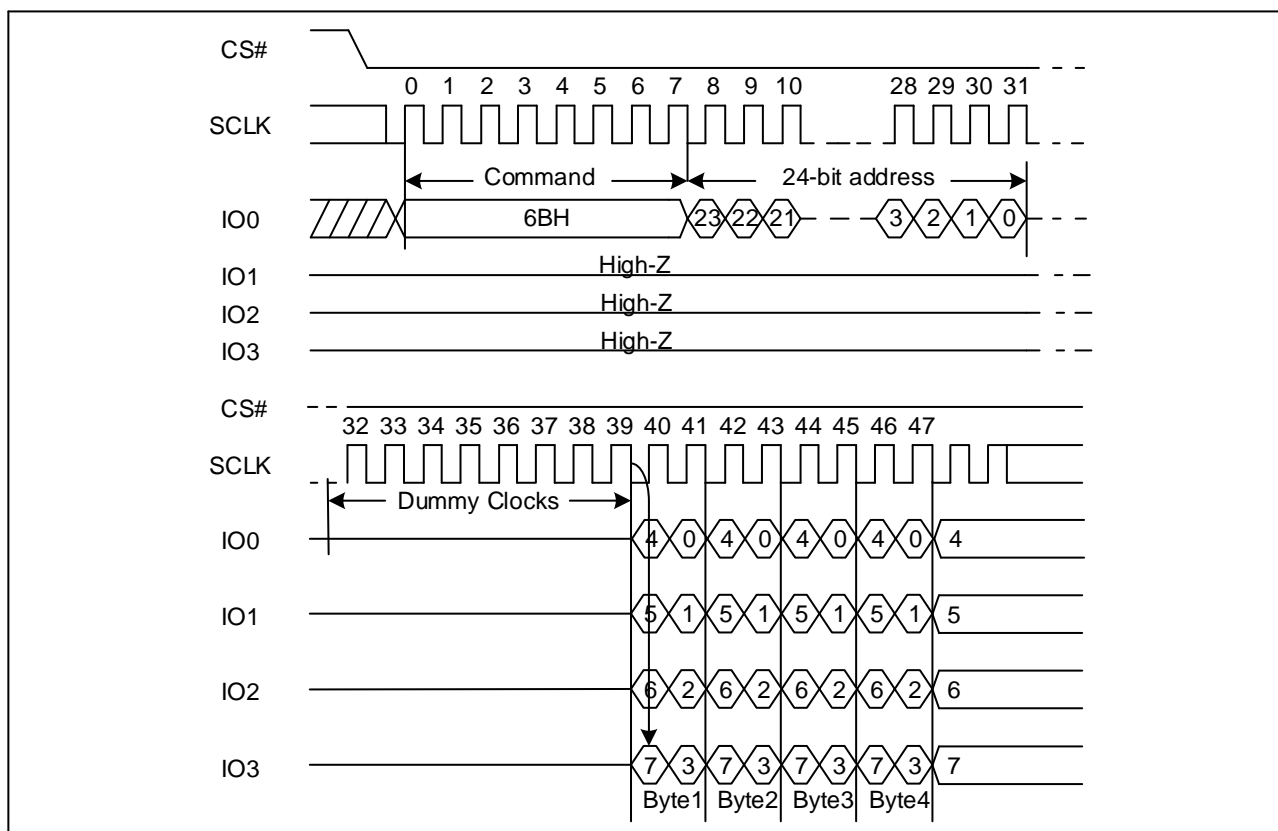 CS#
0 1 2 3 4 5 6 7 8 9 10 28 29 30 31
SCLK
Command 24-bit address
IO0 6BH 23 22 21 3 2 1 0
High-Z
IO1
High-Z
IO2
High-Z
IO3
CS#
32 33 34 35 36 37 38 39 40 41 42 43 44 45 46 47
SCLK
Dummy Clocks
IO0 4 0 4 0 4 0 4 0 4
IO1 5 1 5 1 5 1 5 1 5
IO2 6 2 6 2 6 2 6 2 6
IO3 7 3 7 3 7 3 7 3 7
Byte1 Byte2 Byte3 Byte4